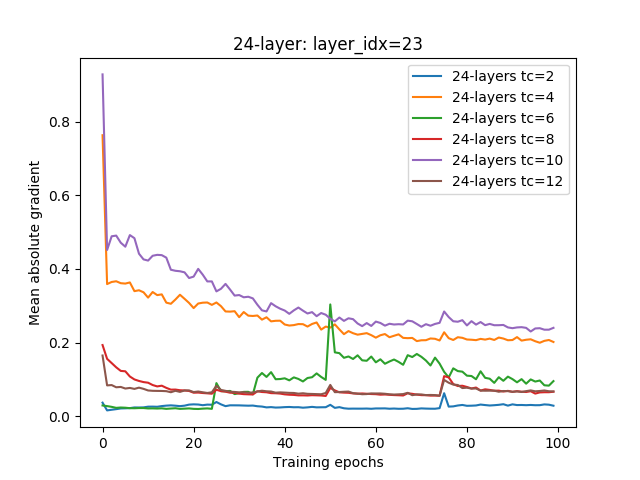 24-layer: layer_idx=23
Mean absolute gradient
0.8
0.6
0.4
0.2
0.0
24-layers tc=2
24-layers tc=4
24-layers tc=6
24-layers tc=8
24-layers tc=10
24-layers tc=12
0 20 40 60 80 100
Training epochs